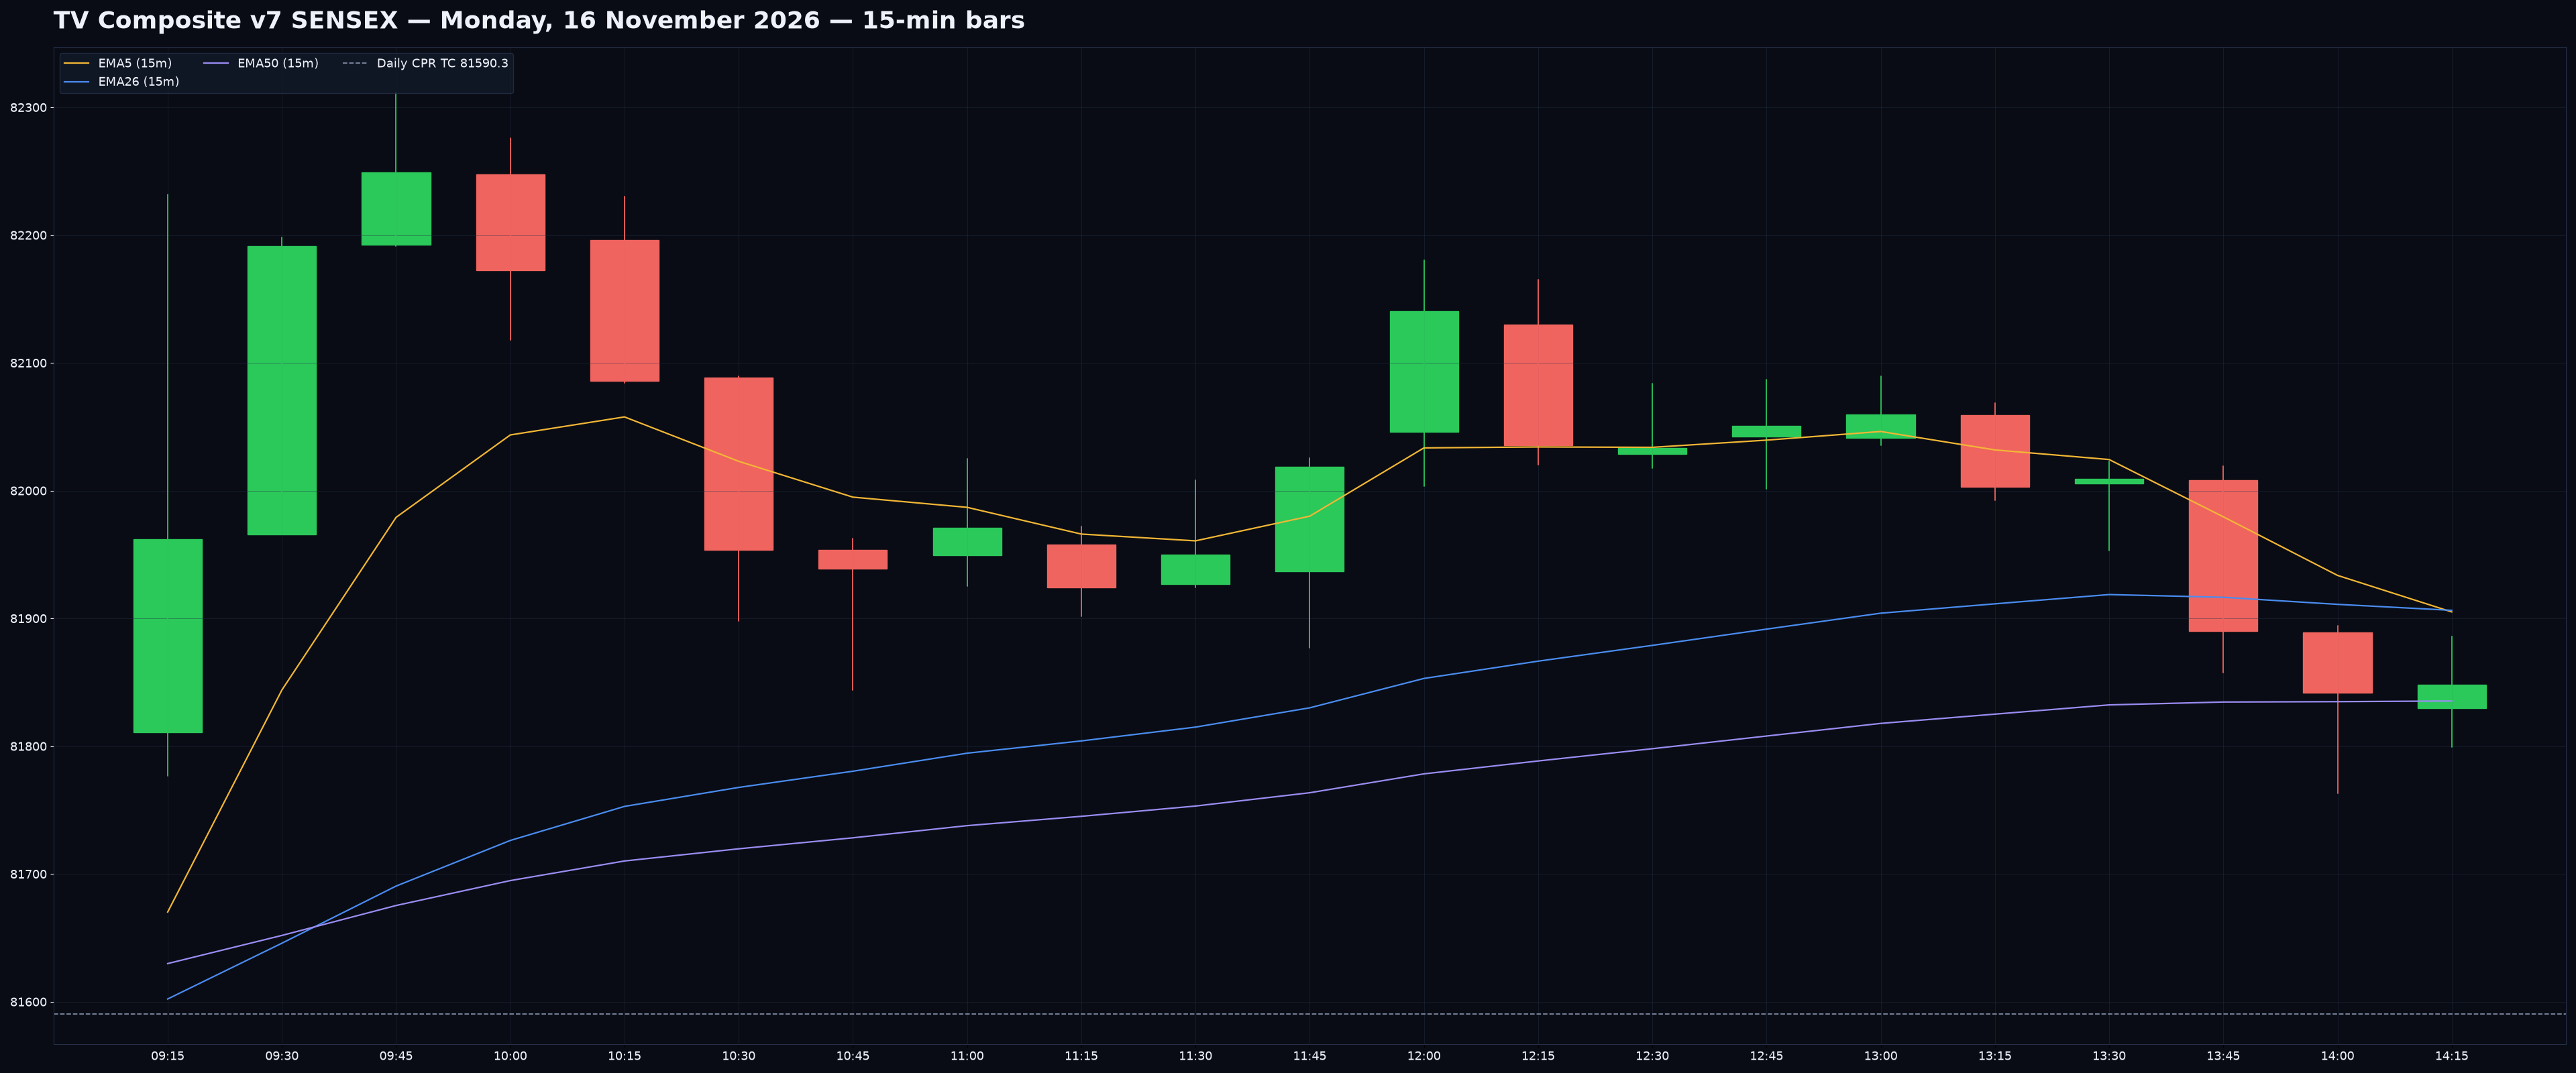 TV Composite v7 SENSEX — Monday, 16 November 2026 — 15-min bars
EMA5 (15m) EMA50 (15m) Daily CPR TC 81590.3
EMA26 (15m)
82300
82200
82100
82000
81900
81800
81700
81600
09:15 09:30 09:45 10:00 10:15 10:30 10:45 11:00 11:15 11:30 11:45 12:00 12:15 12:30 12:45 13:00 13:15 13:30 13:45 14:00 14:15